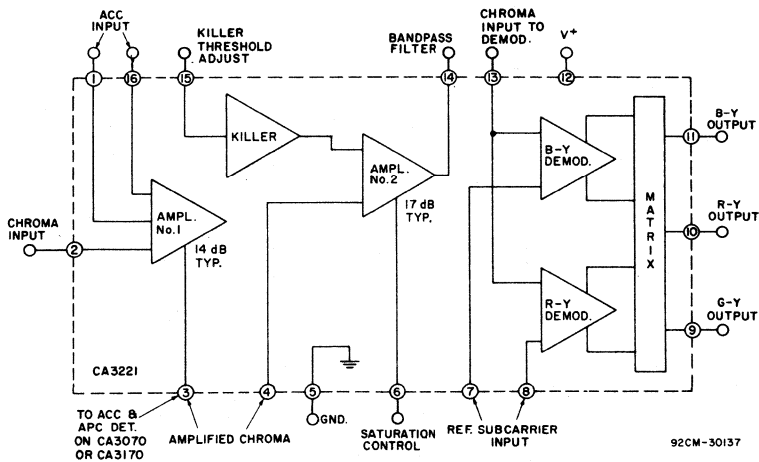 ACC
INPUT
KILLER
THRESHOLD
ADJUST
BANDPASS
FILTER
CHROMA
INPUT TO
DEMOD.
V+
1
16
15
14
13
12
KILLER
AMPL.
No.2
17 dB
TYP.
B-Y
DEMOD.
MATRIX
11
B-Y
OUTPUT
AMPL.
No.1
14 dB
TYP.
CHROMA
INPUT
2
10
R-Y
OUTPUT
R-Y
DEMOD.
9
G-Y
OUTPUT
CA3221
3
4
5
6
7
8
TO ACC &
APC DET.
ON CA3070
OR CA3170
AMPLIFIED CHROMA
GND.
SATURATION
CONTROL
REF. SUBCARRIER
INPUT
92CM-30137